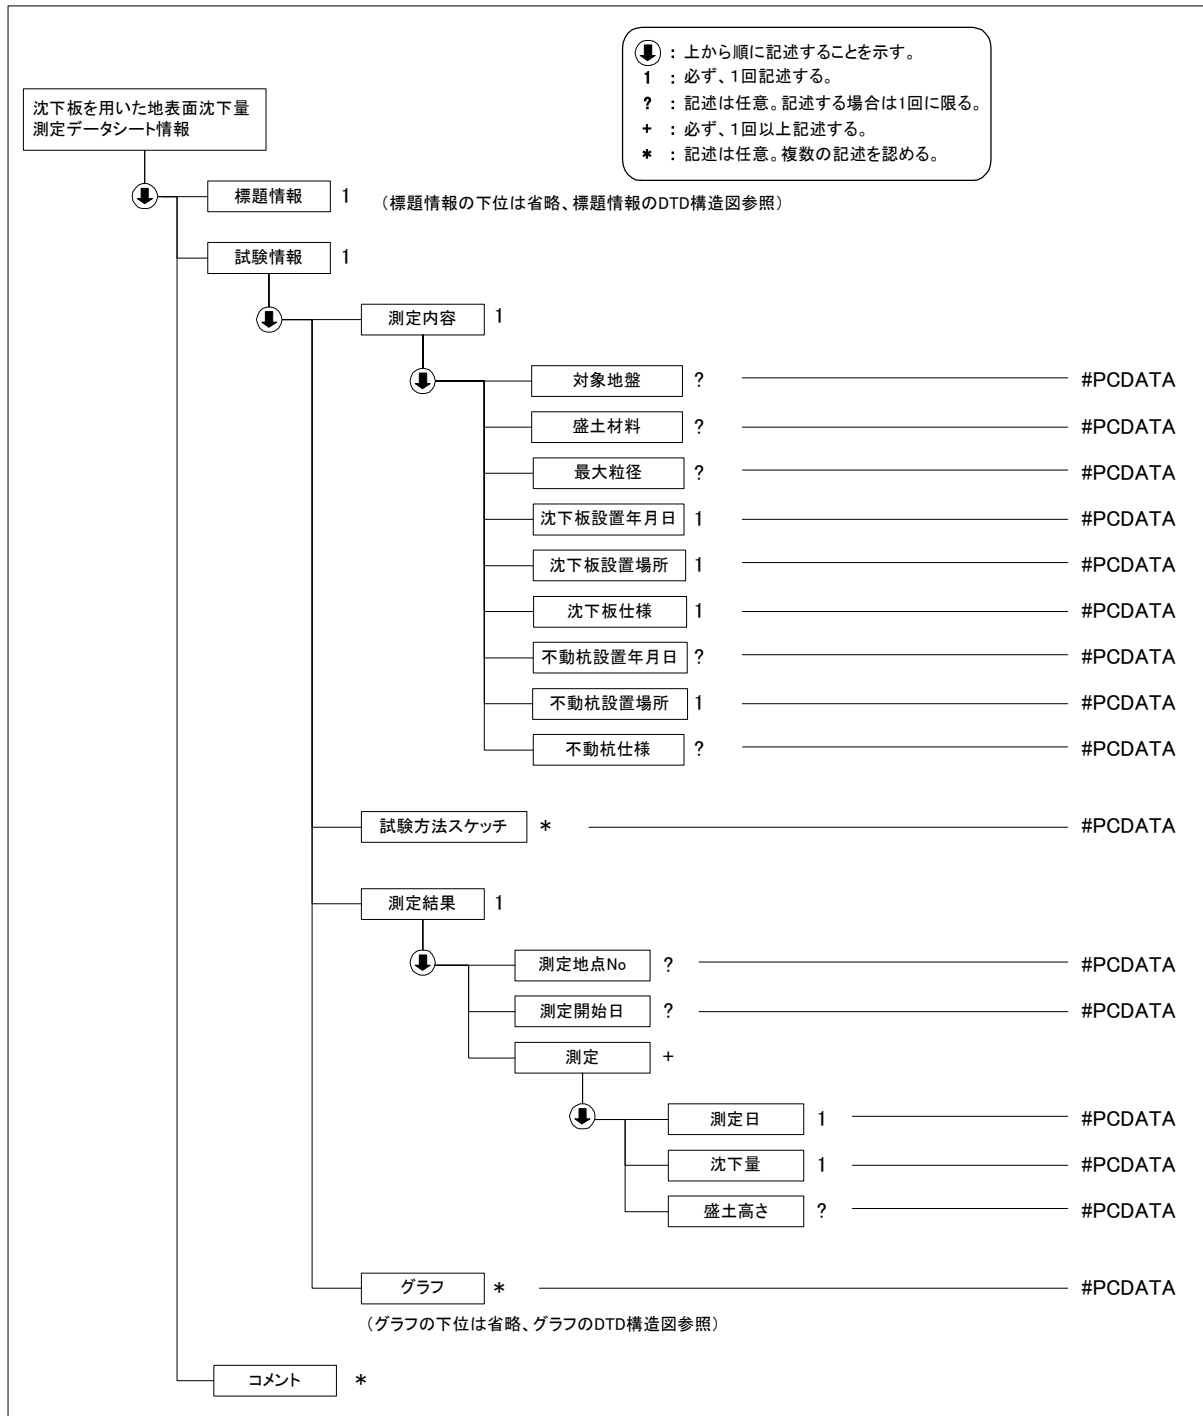 : 上から順に記述することを示す。
1 : 必ず、1回記述する。
? : 記述は任意。記述する場合は1回に限る。
+ : 必ず、1回以上記述する。
* : 記述は任意。複数の記述を認める。
沈下板を用いた地表面沈下量
測定データシート情報
標題情報 1 (標題情報の下位は省略、標題情報のDTD構造図参照)
試験情報 1
測定内容 1
対象地盤 ? #PCDATA
盛土材料 ? #PCDATA
最大粒径 ? #PCDATA
沈下板設置年月日 1 #PCDATA
沈下板設置場所 1 #PCDATA
沈下板仕様 1 #PCDATA
不動杭設置年月日 ? #PCDATA
不動杭設置場所 1 #PCDATA
不動杭仕様 ? #PCDATA
試験方法スケッチ * #PCDATA
測定結果 1
測定地点No ? #PCDATA
測定開始日 ? #PCDATA
測定 +
測定日 1 #PCDATA
沈下量 1 #PCDATA
盛土高さ ? #PCDATA
グラフ * #PCDATA
(グラフの下位は省略、グラフのDTD構造図参照)
コメント *